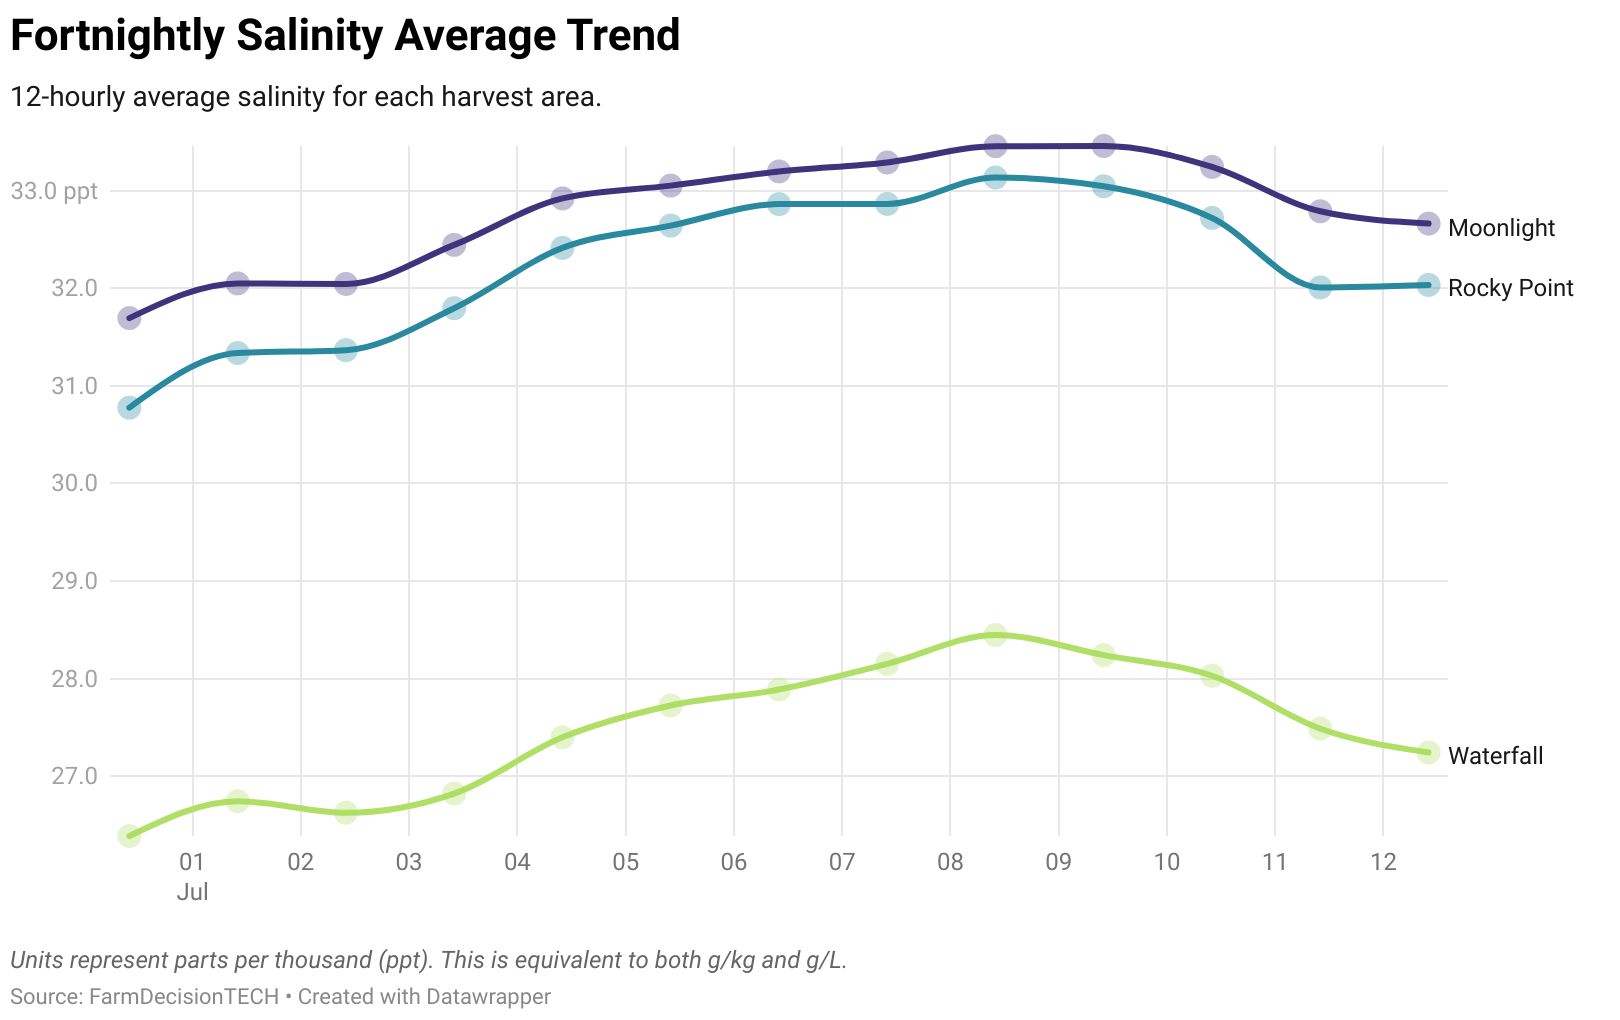 Fortnightly Salinity Average Trend
12-hourly average salinity for each harvest area.
33.0 ppt
32.0
31.0
30.0
29.0
28.0
27.0
Moonlight
Rocky Point
Waterfall
01 02 03 04 05 06 07 08 09 10 11 12
Jul
Units represent parts per thousand (ppt). This is equivalent to both g/kg and g/L.
Source: FarmDecisionTECH • Created with Datawrapper